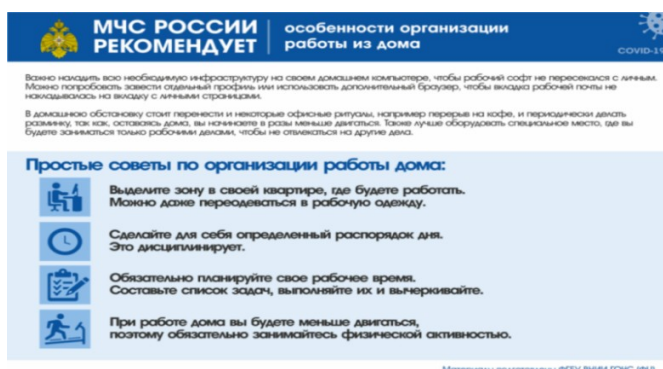 МЧС РОССИИ
РЕКОМЕНДУЕТ
особенности организации
работы из дома
COVID-19
Важно наладить всю необходимую инфраструктуру на своем домашнем компьютере, чтобы рабочий софт не пересекался с личным.
Можно попробовать завести отдельный профиль или использовать дополнительный браузер, чтобы вкладка рабочей почты не
накладывалась на вкладку с личными страницами.
В домашнюю обстановку стоит перенести и некоторые офисные ритуалы, например перерыв на кофе, и периодически делать
разминку, так как, оставаясь дома, вы начинаете в разы меньше двигаться. Также лучше оборудовать специальное место, где вы
будете заниматься только рабочими делами, чтобы не отвлекаться на другие дела.
Простые советы по организации работы дома:
Выделите зону в своей квартире, где будете работать.
Можно даже переодеваться в рабочую одежду.
Сделайте для себя определенный распорядок дня.
Это дисциплинирует.
Обязательно планируйте свое рабочее время.
Составьте список задач, выполняйте их и вычеркивайте.
При работе дома вы будете меньше двигаться,
поэтому обязательно занимайтесь физической активностью.